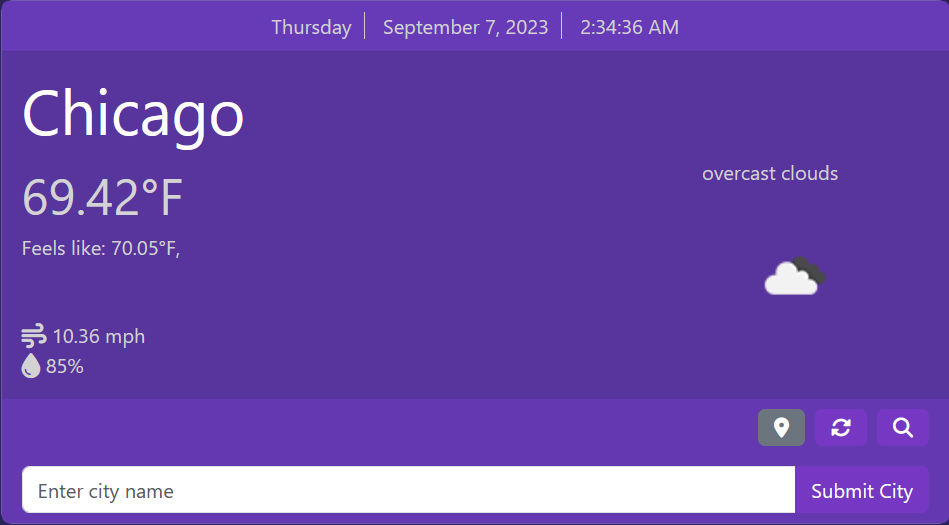 Thursday September 7, 2023 2:34:36 AM
Chicago
69.42°F
overcast clouds
Feels like: 70.05°F,
10.36 mph
85%
Enter city name Submit City